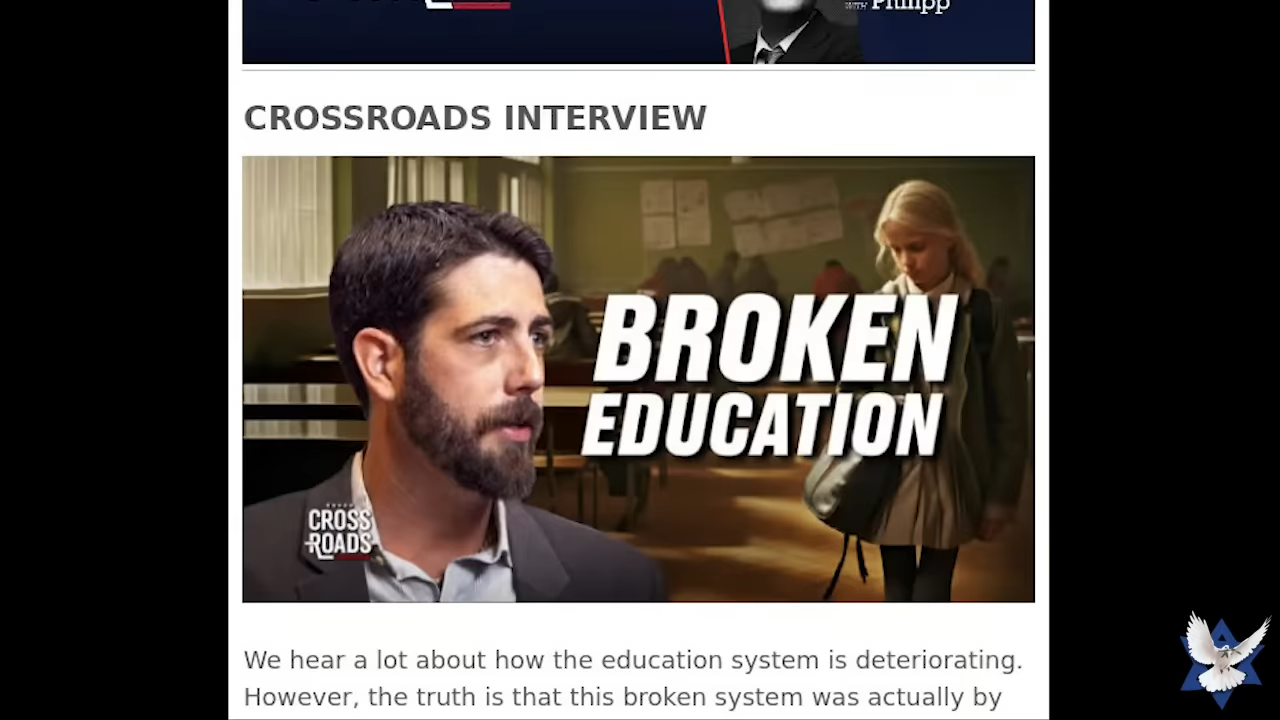 WITH Philipp
CROSSROADS INTERVIEW
BROKEN
EDUCATION
CROSS
ROADS
We hear a lot about how the education system is deteriorating.
However, the truth is that this broken system was actually by